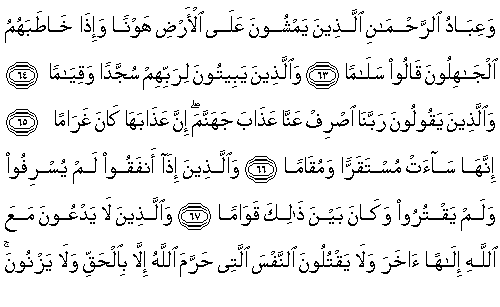 وَعِبَادُ ٱلرَّحْمَـٰنِ ٱلَّذِينَ يَمْشُونَ عَلَى ٱلْأَرْضِ هَوْنًا وَإِذَا خَاطَبَهُمُ
ٱلْجَـٰهِلُونَ قَالُوا۟ سَلَـٰمًا ٦٣ وَٱلَّذِينَ يَبِيتُونَ لِرَبِّهِمْ سُجَّدًا وَقِيَـٰمًا ٦٤
وَٱلَّذِينَ يَقُولُونَ رَبَّنَا ٱصْرِفْ عَنَّا عَذَابَ جَهَنَّمَ ۖ إِنَّ عَذَابَهَا كَانَ غَرَامًا ٦٥
إِنَّهَا سَآءَتْ مُسْتَقَرًّا وَمُقَامًا ٦٦ وَٱلَّذِينَ إِذَآ أَنفَقُوا۟ لَمْ يُسْرِفُوا۟
وَلَمْ يَقْتُرُوا۟ وَكَانَ بَيْنَ ذَٰلِكَ قَوَامًا ٦٧ وَٱلَّذِينَ لَا يَدْعُونَ مَعَ
ٱللَّهِ إِلَـٰهًا ءَاخَرَ وَلَا يَقْتُلُونَ ٱلنَّفْسَ ٱلَّتِى حَرَّمَ ٱللَّهُ إِلَّا بِٱلْحَقِّ وَلَا يَزْنُونَ ۚ